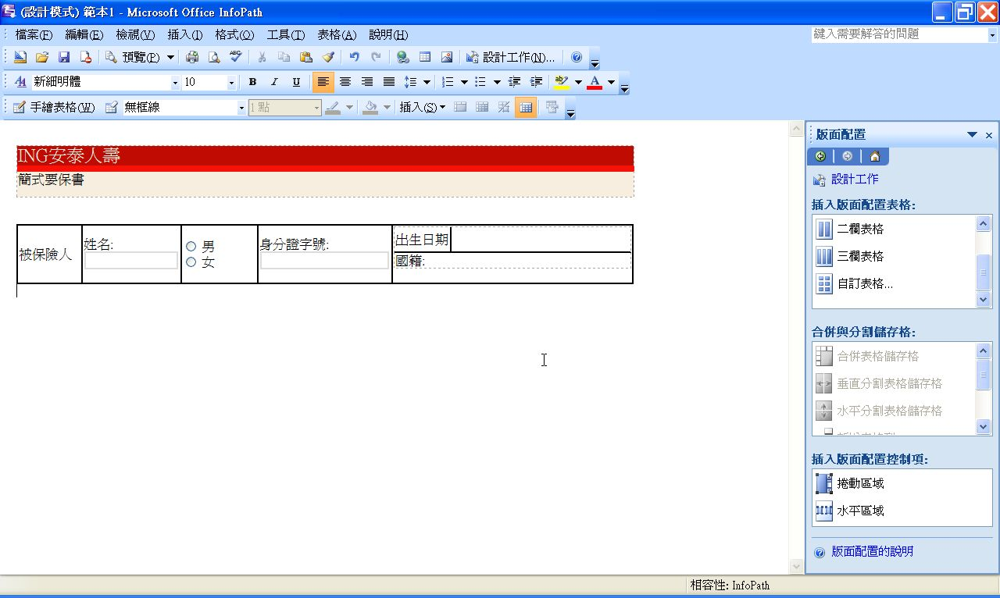 (設計模式) 範本1 - Microsoft Office InfoPath
檔案(F) 編輯(E) 檢視(V) 插入(I) 格式(O) 工具(T) 表格(A) 說明(H) 鍵入需要解答的問題
預覽(P) 設計工作(N)...
新細明體 10 B I U
手繪表格(W) 無框線 1 點 插入(S)
ING安泰人壽
簡式要保書
被保險人
姓名:
男
女
身分證字號:
出生日期
國籍:
版面配置
設計工作
插入版面配置表格:
二欄表格
三欄表格
自訂表格...
合併與分割儲存格:
合併表格儲存格
垂直分割表格儲存格
水平分割表格儲存格
插入版面配置控制項:
捲動區域
水平區域
版面配置的說明
相容性: InfoPath